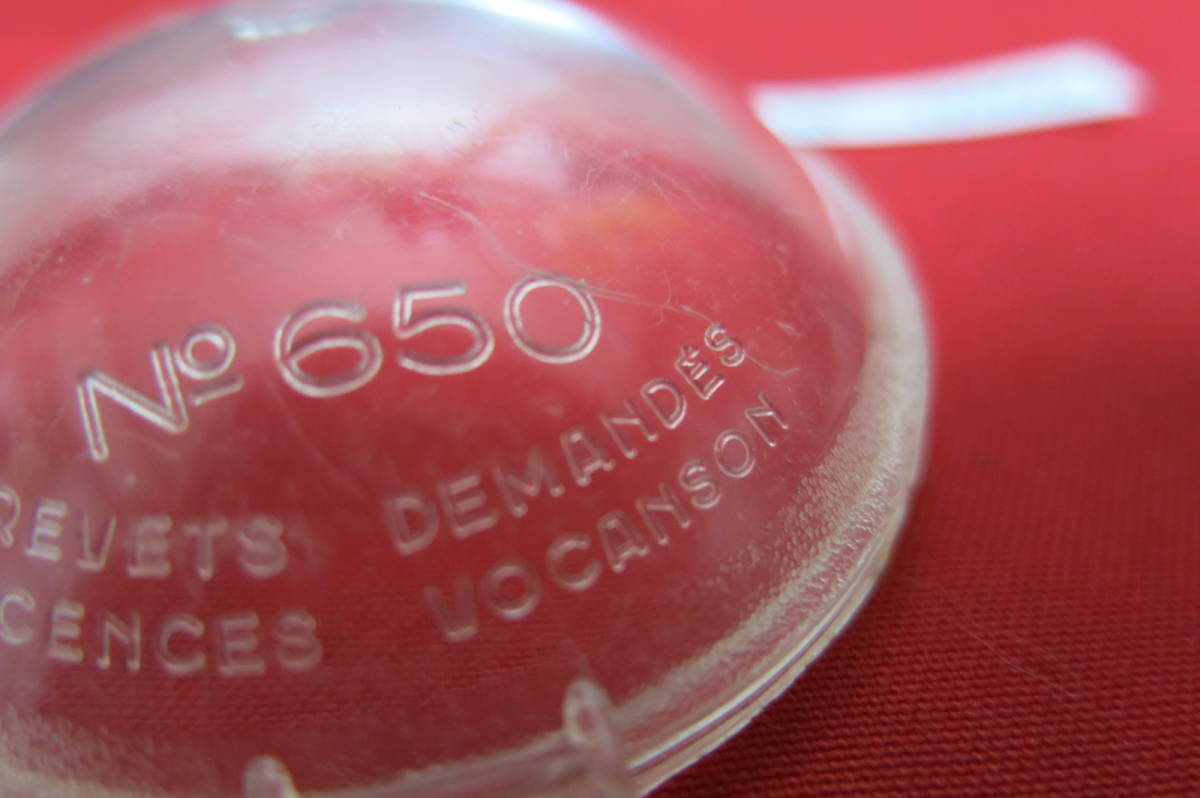 Nº 650
REVETS DEMANDÉS
CENCES VOCANSON